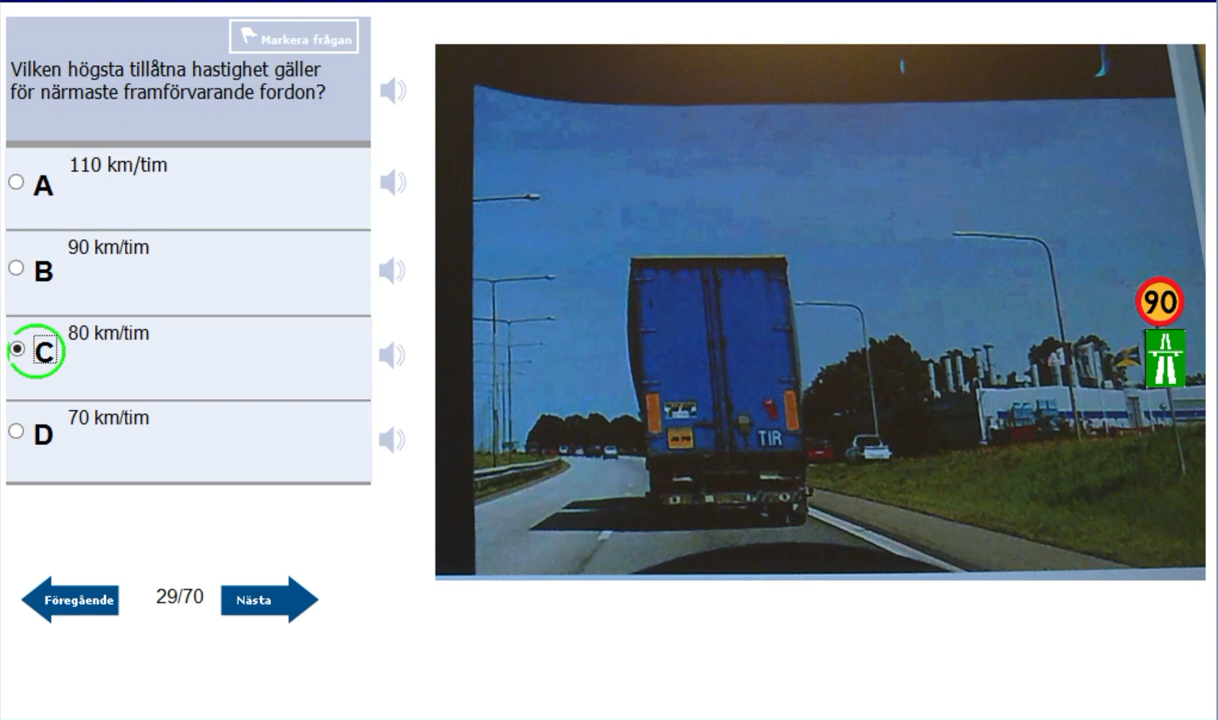 Markera frågan
Vilken högsta tillåtna hastighet gäller
för närmaste framförvarande fordon?
A 110 km/tim
B 90 km/tim
C 80 km/tim
D 70 km/tim
Föregående
29/70
Nästa
90
TIR